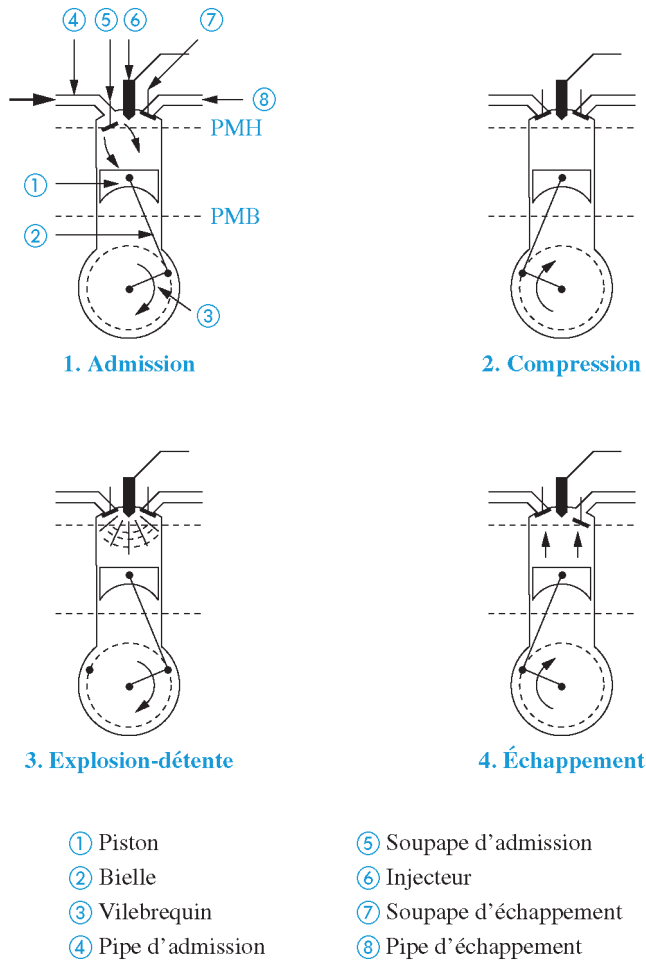 4 5 6 7
8
PMH
1
PMB
2
3
1. Admission
2. Compression
3. Explosion-détente
4. Échappement
1 Piston
2 Bielle
3 Vilebrequin
4 Pipe d'admission
5 Soupape d'admission
6 Injecteur
7 Soupape d'échappement
8 Pipe d'échappement